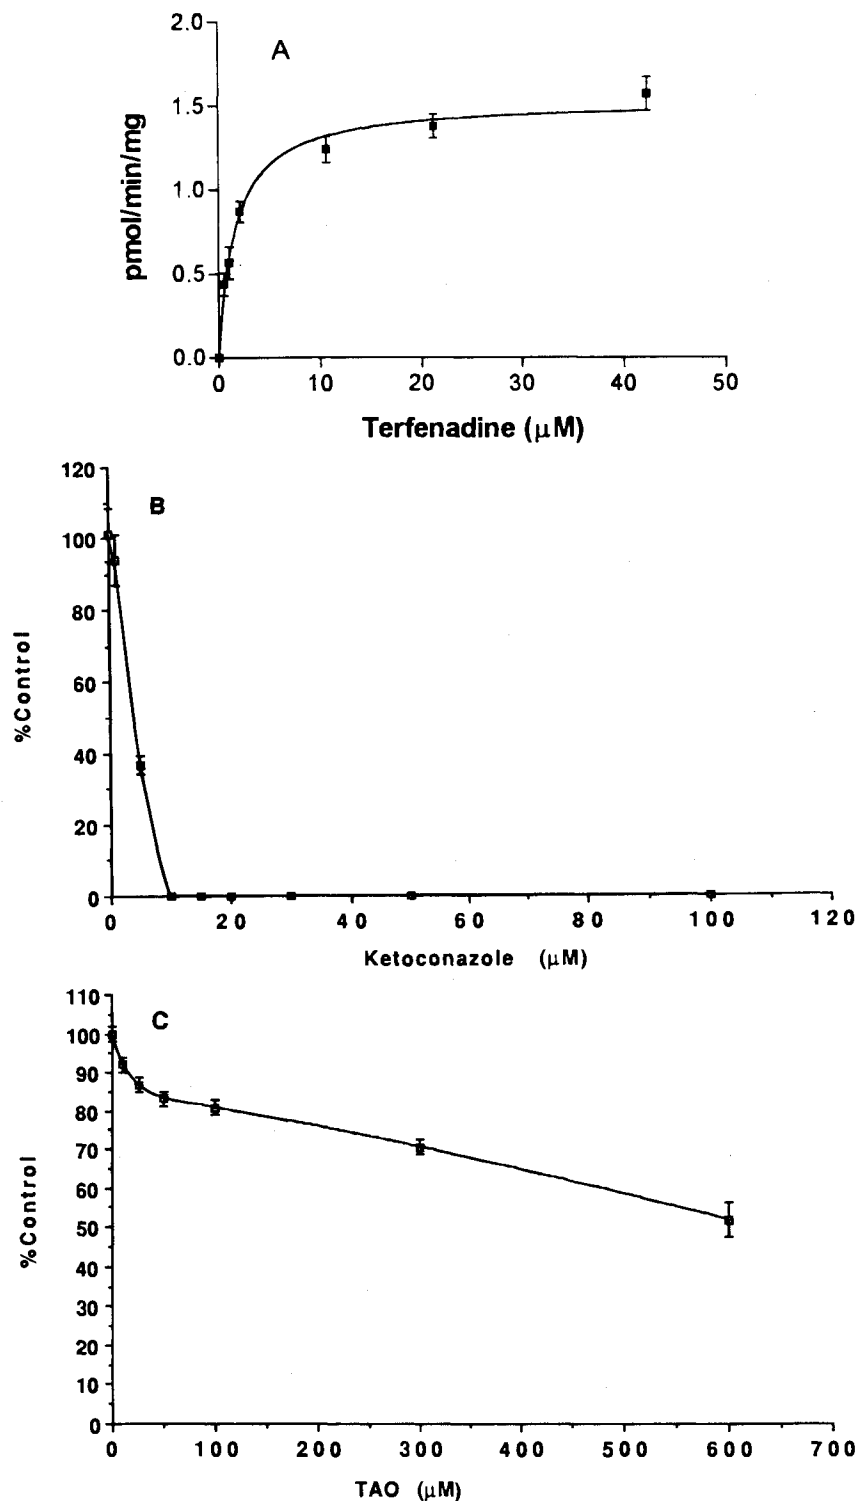 A
2.0
1.5
1.0
0.5
0.0
pmol/min/mg
0 10 20 30 40 50
Terfenadine (μM)
B
120
100
80
60
40
20
0
%Control
0 20 40 60 80 100 120
Ketoconazole (μM)
C
110
100
90
80
70
60
50
40
30
20
10
0
%Control
0 100 200 300 400 500 600 700
TAO (μM)